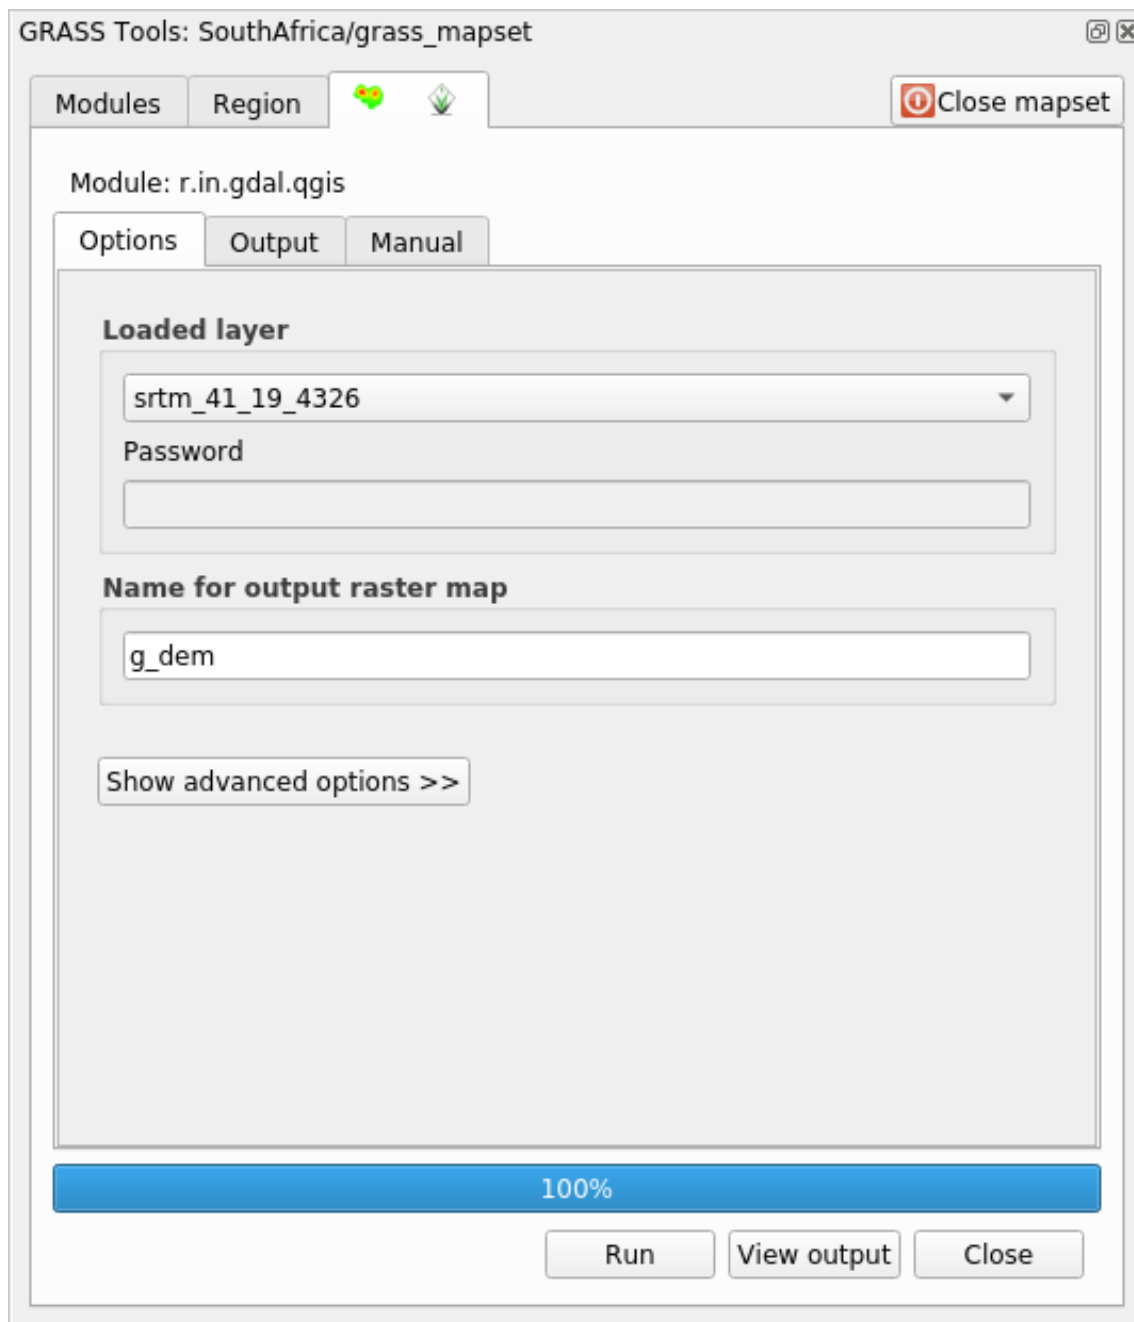 GRASS Tools: SouthAfrica/grass_mapset
Modules Region Close mapset
Module: r.in.gdal.qgis
Options Output Manual
Loaded layer
srtm_41_19_4326
Password
Name for output raster map
g_dem
Show advanced options >>
100%
Run View output Close